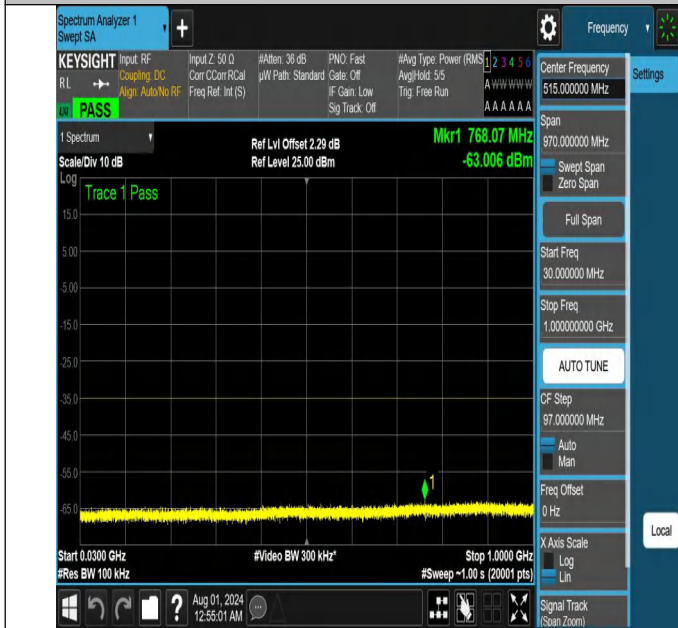 Spectrum Analyzer 1
Swept SA
Frequency
KEYSIGHT
RL
PASS
Input: RF
Coupling: DC
Align: Auto/No RF
Input Z: 50 Ω
Corr CCorr RCal
Freq Ref: Int (S)
#Atten: 36 dB
µW Path: Standard
PNO: Fast
Gate: Off
IF Gain: Low
Sig Track: Off
#Avg Type: Power (RMS
Avg|Hold: 5/5
Trig: Free Run
1 2 3 4 5 6
A W W W W W
A A A A A A
Center Frequency
515.000000 MHz
Settings
Span
970.000000 MHz
Swept Span
Zero Span
Full Span
Start Freq
30.000000 MHz
Stop Freq
1.000000000 GHz
AUTO TUNE
CF Step
97.000000 MHz
Auto
Man
Freq Offset
0 Hz
X Axis Scale
Log
Lin
Local
Signal Track
(Span Zoom)
1 Spectrum
Scale/Div 10 dB
Ref Lvl Offset 2.29 dB
Ref Level 25.00 dBm
Mkr1 768.07 MHz
-63.006 dBm
Log
Trace 1 Pass
15.0
5.00
-5.00
-15.0
-25.0
-35.0
-45.0
-55.0
-65.0
1
Start 0.0300 GHz
#Res BW 100 kHz
#Video BW 300 kHz*
Stop 1.0000 GHz
#Sweep ~1.00 s (20001 pts)
?
Aug 01, 2024
12:55:01 AM